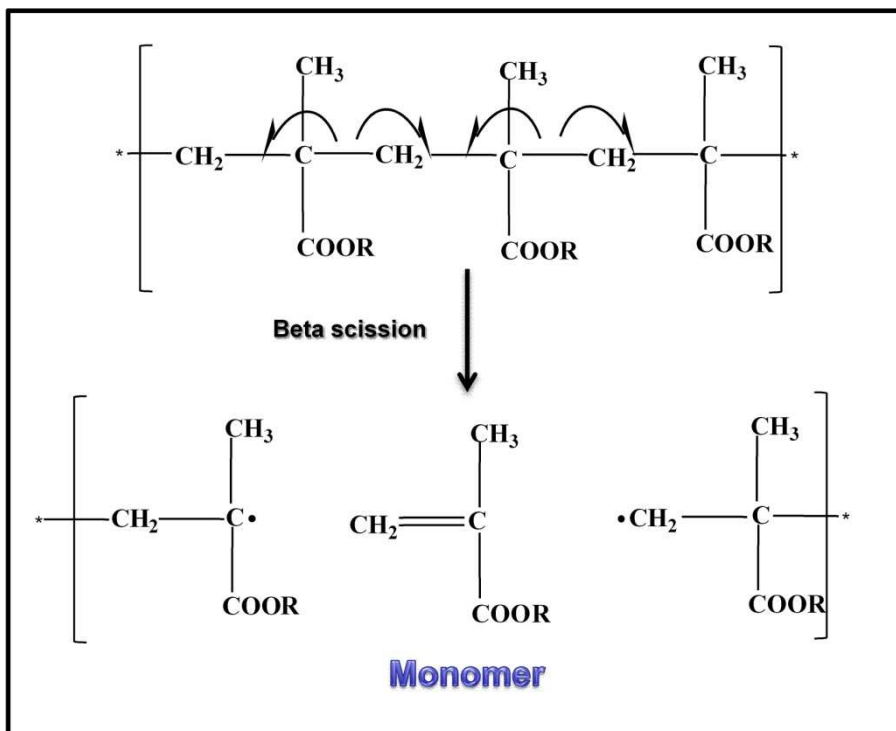 CH3 CH3 CH3
* CH2 C CH2 C CH2 C *
COOR COOR COOR
Beta scission
CH3 CH3 CH3
* CH2 C• CH2 C •CH2 C *
COOR COOR COOR
Monomer